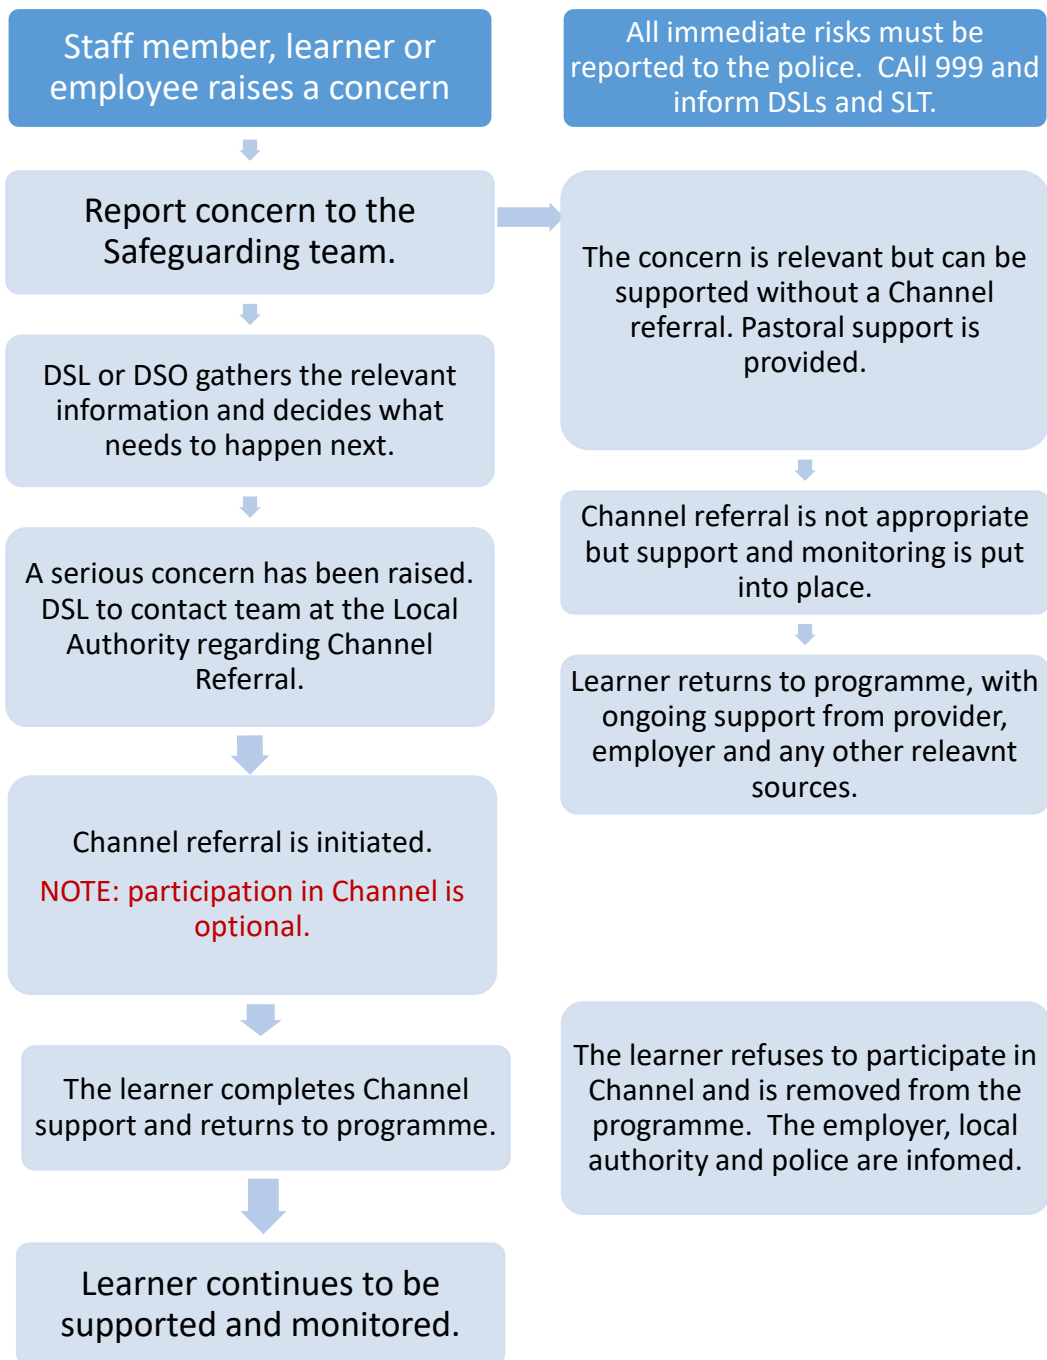 Staff member, learner or
employee raises a concern
All immediate risks must be
reported to the police.  CAll 999 and
inform DSLs and SLT.
Report concern to the
Safeguarding team.
The concern is relevant but can be
supported without a Channel
referral. Pastoral support is
provided.
DSL or DSO gathers the relevant
information and decides what
needs to happen next.
Channel referral is not appropriate
but support and monitoring is put
into place.
A serious concern has been raised.
DSL to contact team at the Local
Authority regarding Channel
Referral.
Learner returns to programme, with
ongoing support from provider,
employer and any other releavnt
sources.
Channel referral is initiated.
NOTE: participation in Channel is
optional.
The learner completes Channel
support and returns to programme.
The learner refuses to participate in
Channel and is removed from the
programme.  The employer, local
authority and police are infomed.
Learner continues to be
supported and monitored.